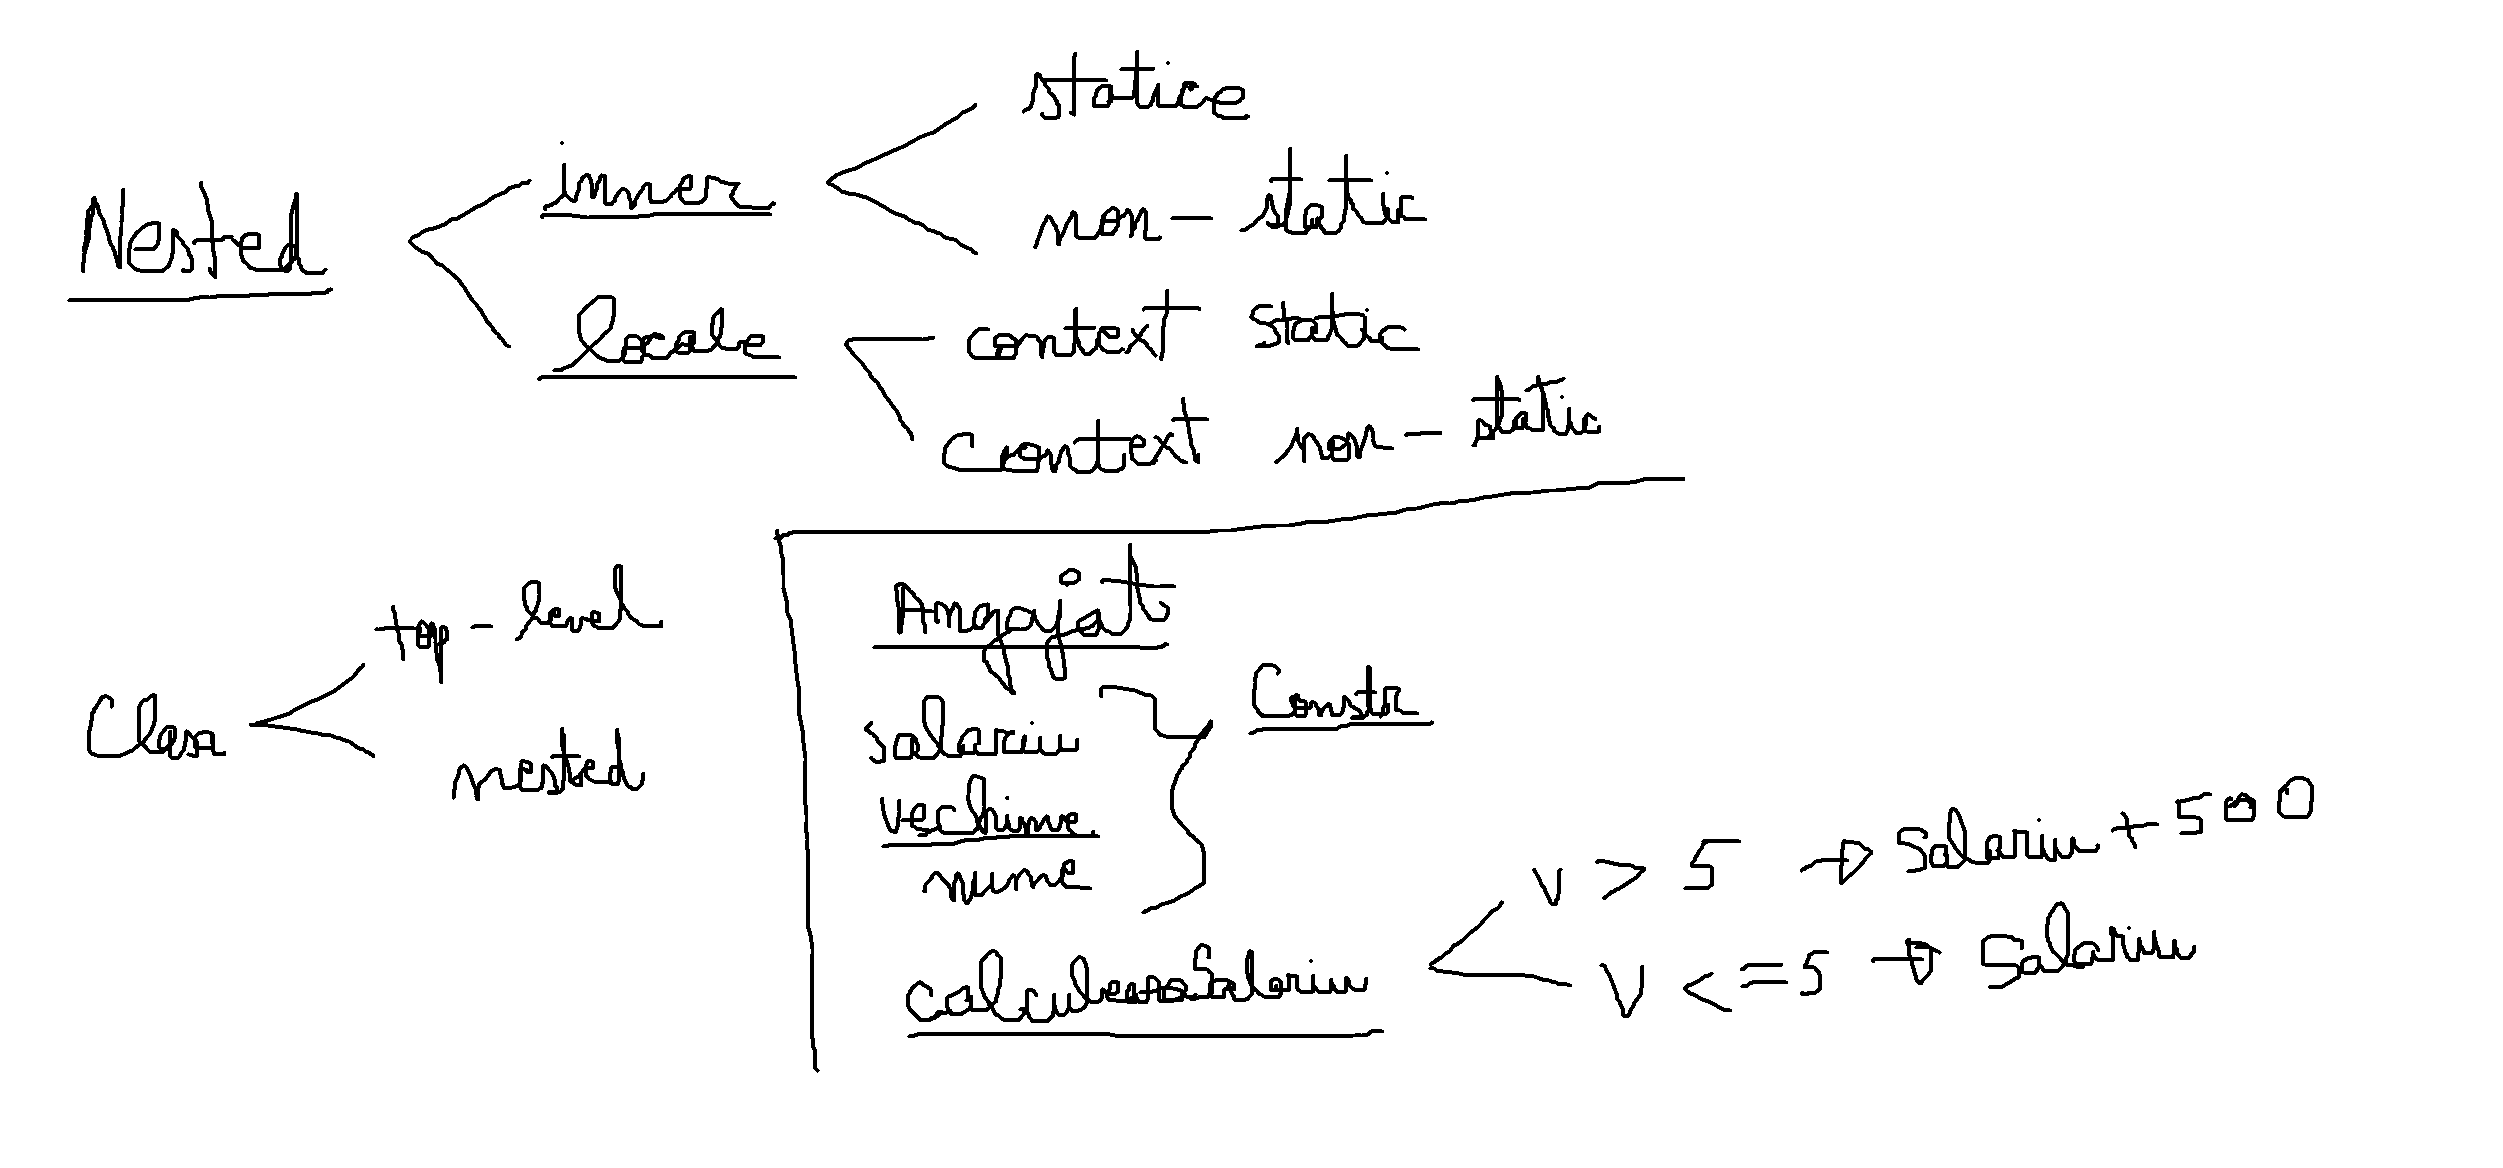 statice
inner
non-static
Nested
locale
context static
context non-static
top-level
Angajat
Constr
Clase
salariu
nested
vechime
nume
v > 5 → Salariu + 500
v <= 5 → Salariu
calculeazaSalariu